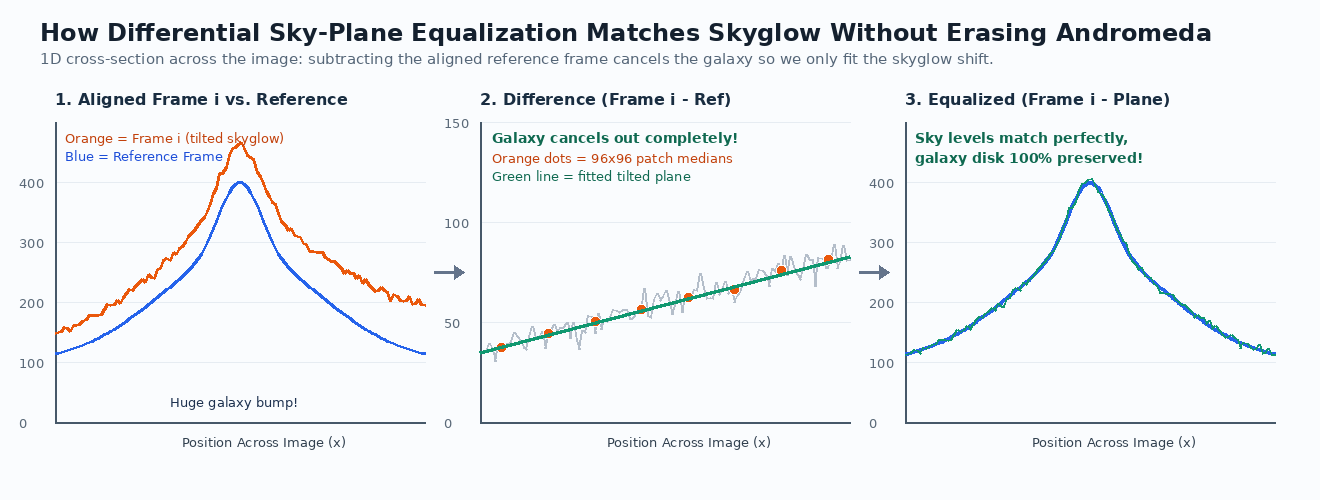 How Differential Sky-Plane Equalization Matches Skyglow Without Erasing Andromeda
1D cross-section across the image: subtracting the aligned reference frame cancels the galaxy so we only fit the skyglow shift.
1. Aligned Frame i vs. Reference
Orange = Frame i (tilted skyglow)
Blue = Reference Frame
400
300
200
100
0
Huge galaxy bump!
Position Across Image (x)
2. Difference (Frame i - Ref)
150
Galaxy cancels out completely!
Orange dots = 96x96 patch medians
Green line = fitted tilted plane
100
50
0
Position Across Image (x)
3. Equalized (Frame i - Plane)
Sky levels match perfectly,
galaxy disk 100% preserved!
400
300
200
100
0
Position Across Image (x)